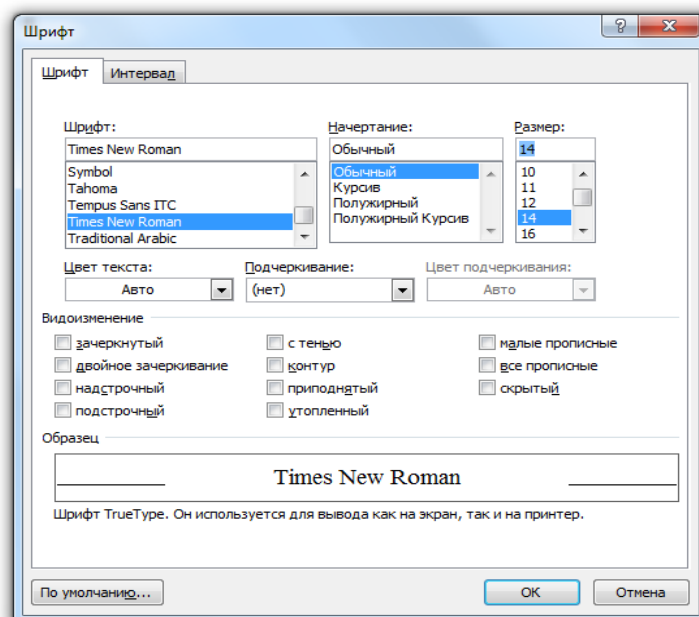 Шрифт
Шрифт Интервал
Шрифт: Начертание: Размер:
Times New Roman Обычный 14
Symbol Обычный 10
Tahoma Курсив 11
Tempus Sans ITC Полужирный 12
Times New Roman Полужирный Курсив 14
Traditional Arabic 16
Цвет текста: Подчеркивание: Цвет подчеркивания:
Авто (нет) Авто
Видоизменение
зачеркнутый с тенью малые прописные
двойное зачеркивание контур все прописные
надстрочный приподнятый скрытый
подстрочный утопленный
Образец
Times New Roman
Шрифт TrueType. Он используется для вывода как на экран, так и на принтер.
По умолчанию... ОК Отмена